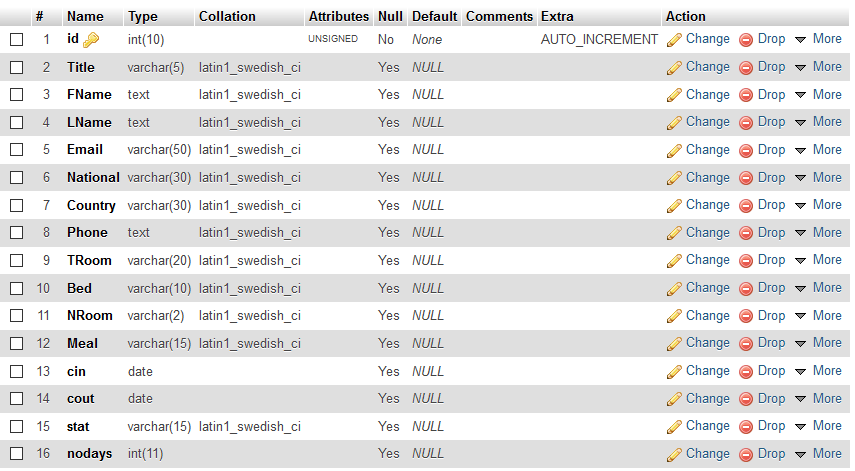 # Name Type Collation Attributes Null Default Comments Extra Action
1 id int(10) UNSIGNED No None AUTO_INCREMENT Change Drop More
2 Title varchar(5) latin1_swedish_ci Yes NULL Change Drop More
3 FName text latin1_swedish_ci Yes NULL Change Drop More
4 LName text latin1_swedish_ci Yes NULL Change Drop More
5 Email varchar(50) latin1_swedish_ci Yes NULL Change Drop More
6 National varchar(30) latin1_swedish_ci Yes NULL Change Drop More
7 Country varchar(30) latin1_swedish_ci Yes NULL Change Drop More
8 Phone text latin1_swedish_ci Yes NULL Change Drop More
9 TRoom varchar(20) latin1_swedish_ci Yes NULL Change Drop More
10 Bed varchar(10) latin1_swedish_ci Yes NULL Change Drop More
11 NRoom varchar(2) latin1_swedish_ci Yes NULL Change Drop More
12 Meal varchar(15) latin1_swedish_ci Yes NULL Change Drop More
13 cin date Yes NULL Change Drop More
14 cout date Yes NULL Change Drop More
15 stat varchar(15) latin1_swedish_ci Yes NULL Change Drop More
16 nodays int(11) Yes NULL Change Drop More